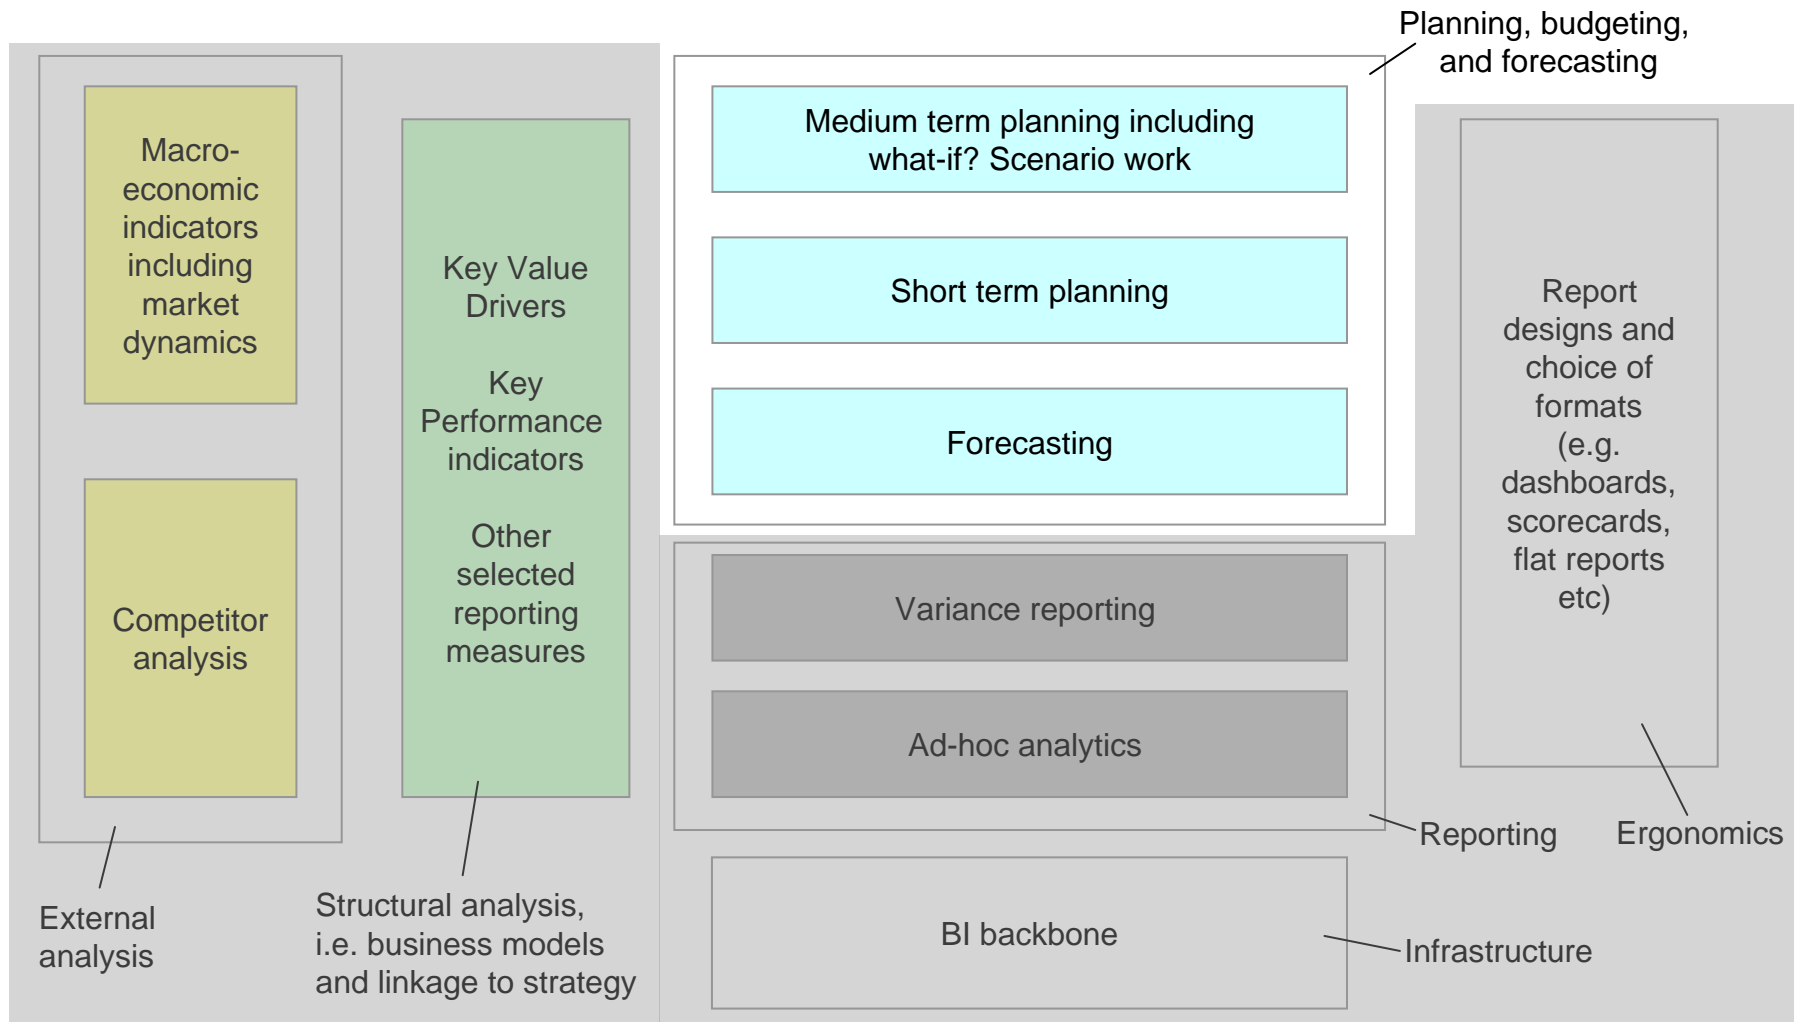 Planning, budgeting,
and forecasting
Macro-
economic
indicators
including
market
dynamics
Competitor
analysis
External
analysis
Key Value
Drivers
Key
Performance
indicators
Other
selected
reporting
measures
Structural analysis,
i.e. business models
and linkage to strategy
Medium term planning including
what-if? Scenario work
Short term planning
Forecasting
Variance reporting
Ad-hoc analytics
Reporting
BI backbone
Infrastructure
Report
designs and
choice of
formats
(e.g.
dashboards,
scorecards,
flat reports
etc)
Ergonomics